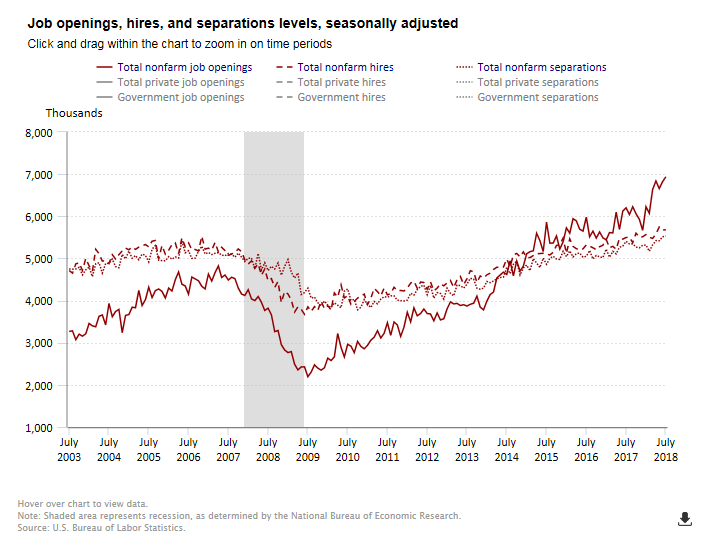 Job openings, hires, and separations levels, seasonally adjusted
Click and drag within the chart to zoom in on time periods
Total nonfarm job openings Total nonfarm hires Total nonfarm separations
Total private job openings Total private hires Total private separations
Government job openings Government hires Government separations
Thousands
8,000
7,000
6,000
5,000
4,000
3,000
2,000
1,000
July July July July July July July July July July July July July July July July
2003 2004 2005 2006 2007 2008 2009 2010 2011 2012 2013 2014 2015 2016 2017 2018
Hover over chart to view data.
Note: Shaded area represents recession, as determined by the National Bureau of Economic Research.
Source: U.S. Bureau of Labor Statistics.